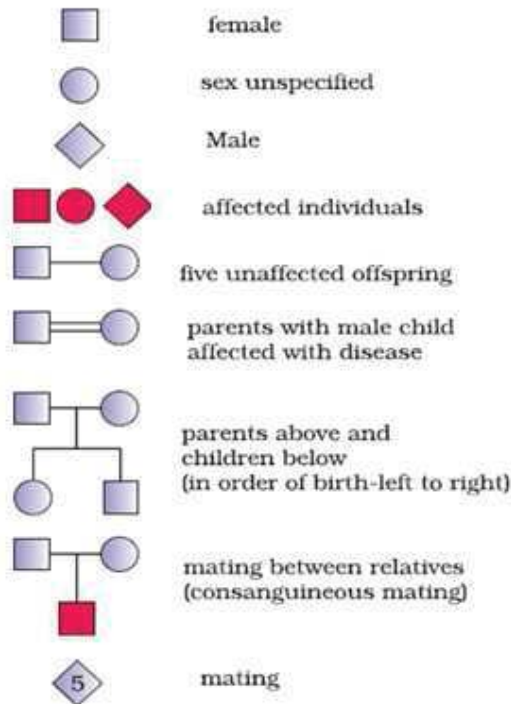 female
sex unspecified
Male
affected individuals
five unaffected offspring
parents with male child
affected with disease
parents above and
children below
(in order of birth-left to right)
mating between relatives
(consanguineous mating)
5
mating